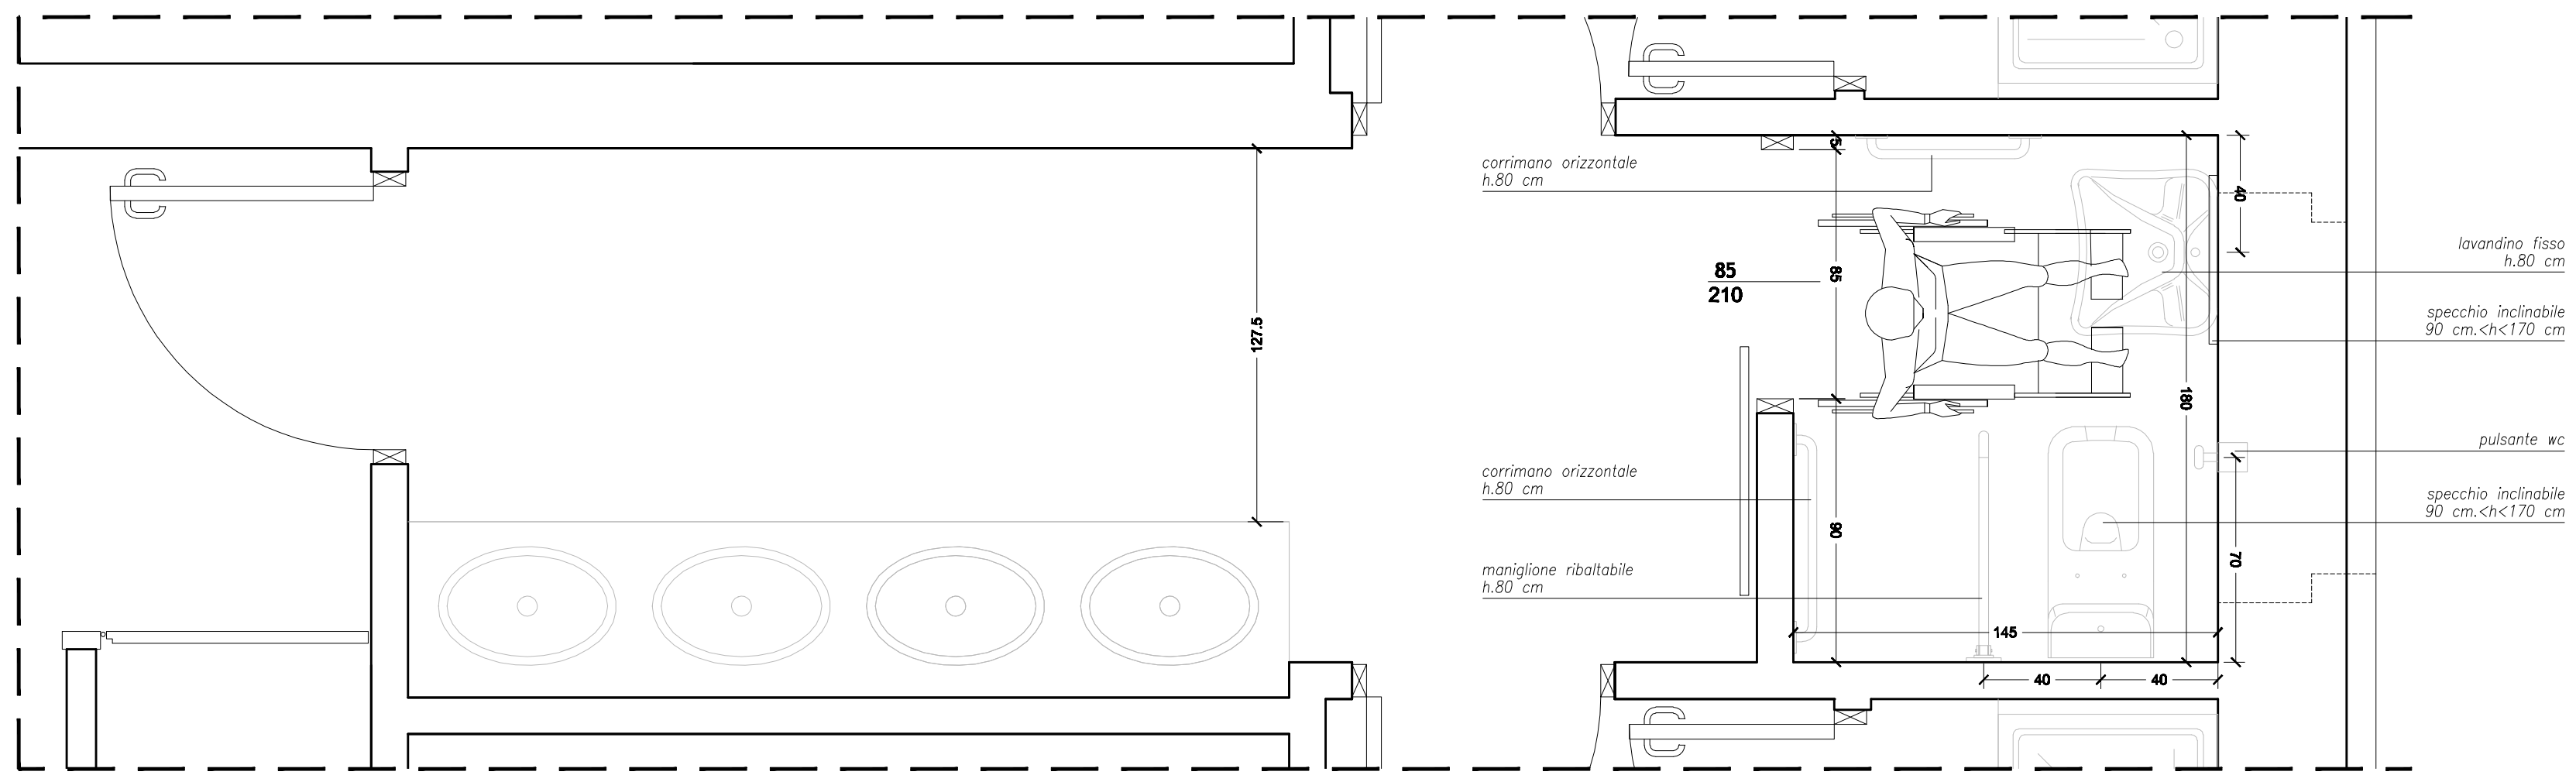 corrimano orizzontale
h.80 cm
5
40
lavandino fisso
h.80 cm
85
210
85
127.5
specchio inclinabile
90 cm.<h<170 cm
180
pulsante wc
corrimano orizzontale
h.80 cm
specchio inclinabile
90 cm.<h<170 cm
90
70
maniglione ribaltabile
h.80 cm
145
40
40